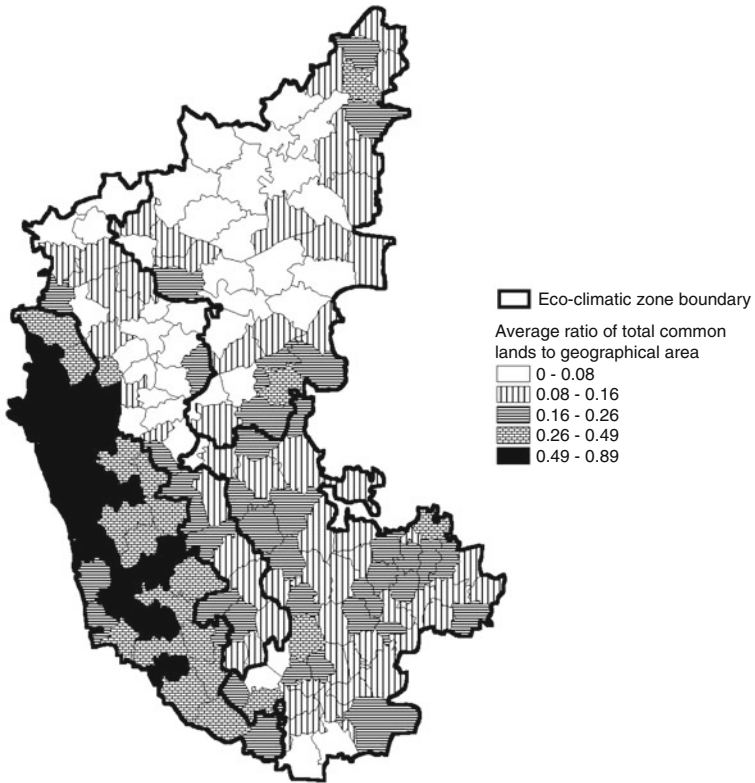 Eco-climatic zone boundary
Average ratio of total common
lands to geographical area
0 - 0.08
0.08 - 0.16
0.16 - 0.26
0.26 - 0.49
0.49 - 0.89